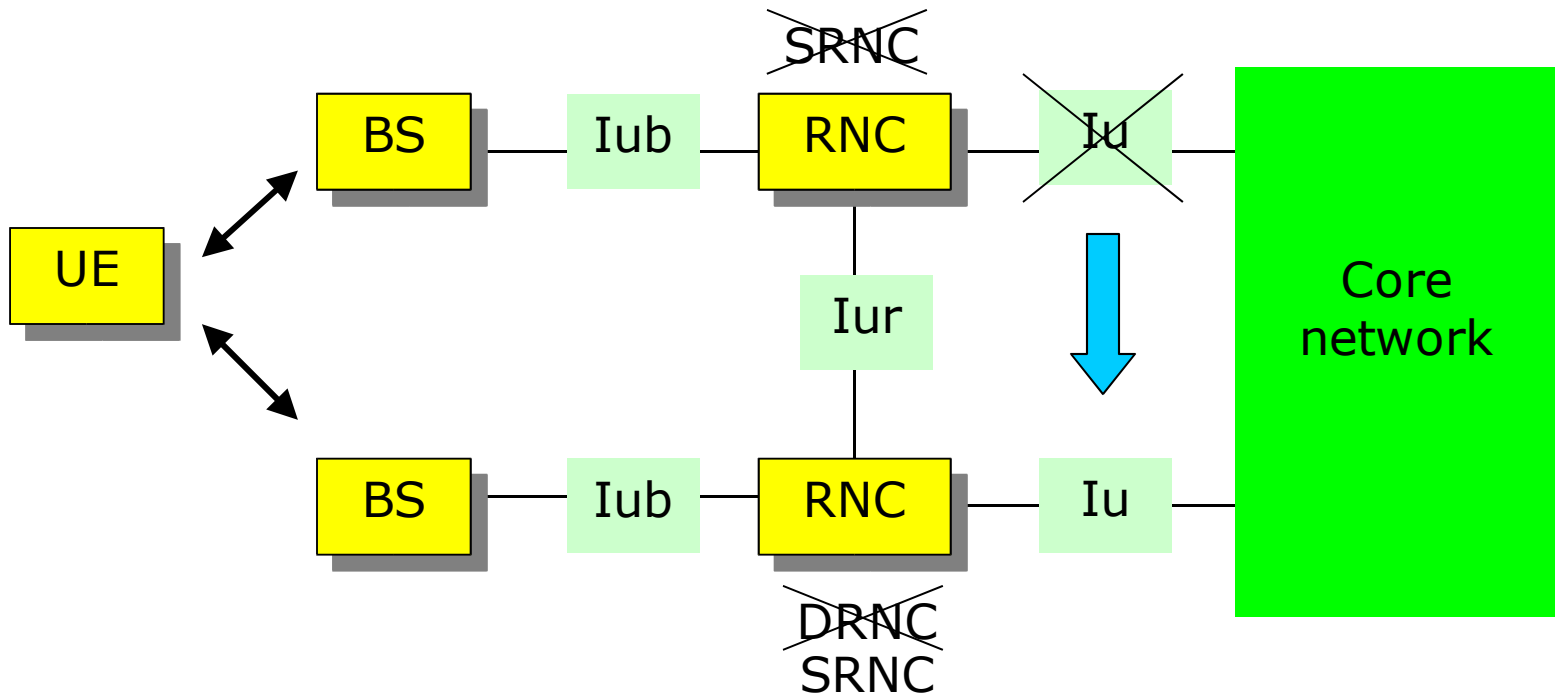 SRNC
BS
Iub
RNC
Iu
UE
Core
network
Iur
BS
Iub
RNC
Iu
DRNC
SRNC